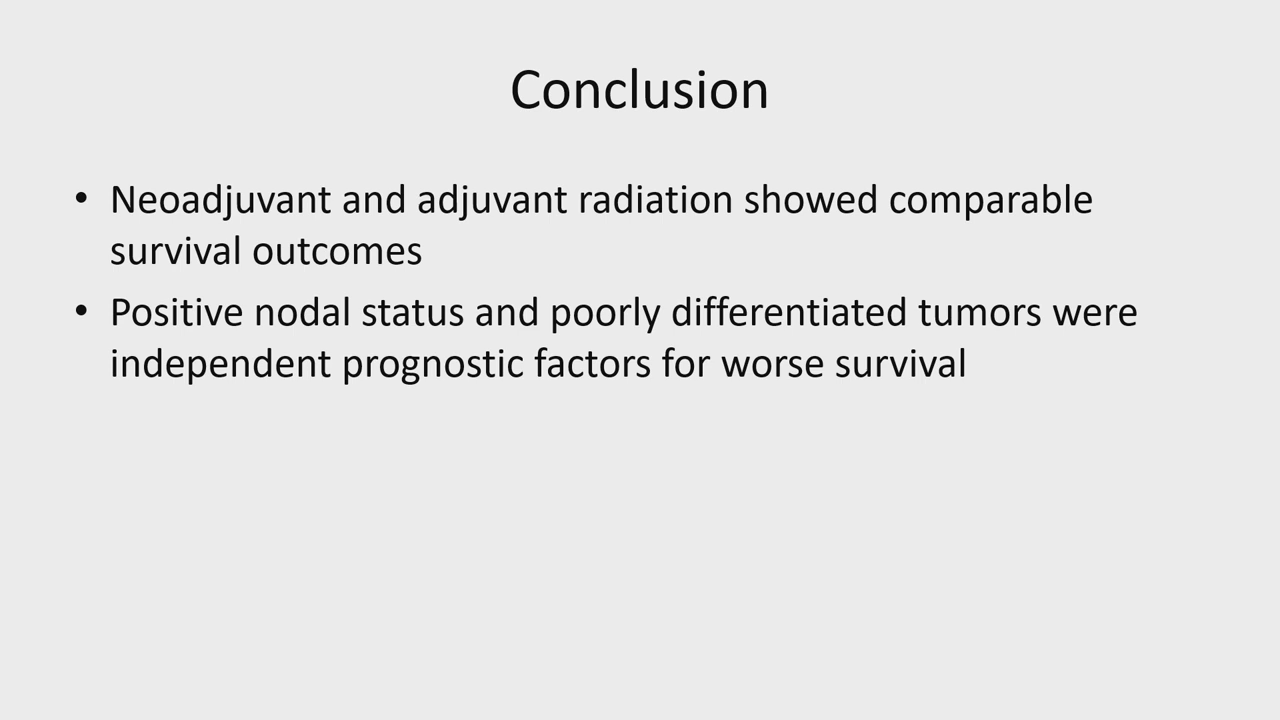 Conclusion
• Neoadjuvant and adjuvant radiation showed comparable
survival outcomes
• Positive nodal status and poorly differentiated tumors were
independent prognostic factors for worse survival